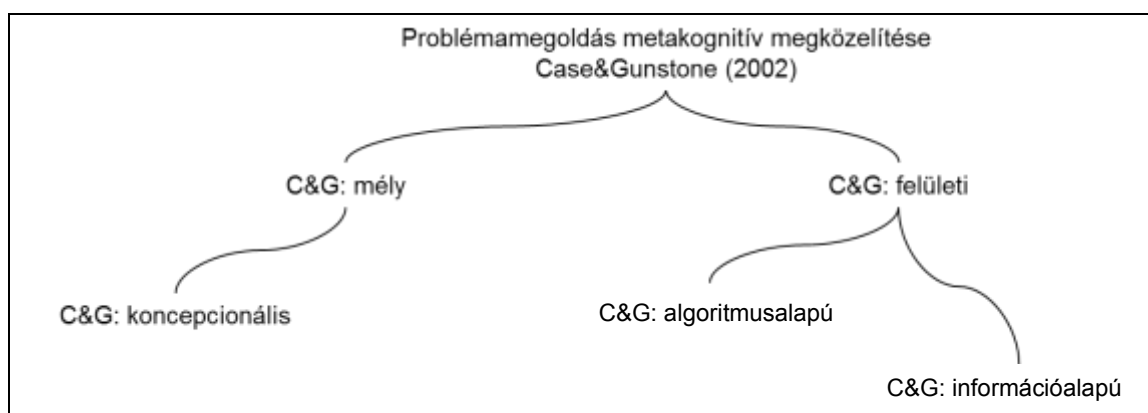 Problémamegoldás metakognitív megközelítése
Case&Gunstone (2002)
C&G: mély
C&G: felületi
C&G: koncepcionális
C&G: algoritmusalapú
C&G: információalapú